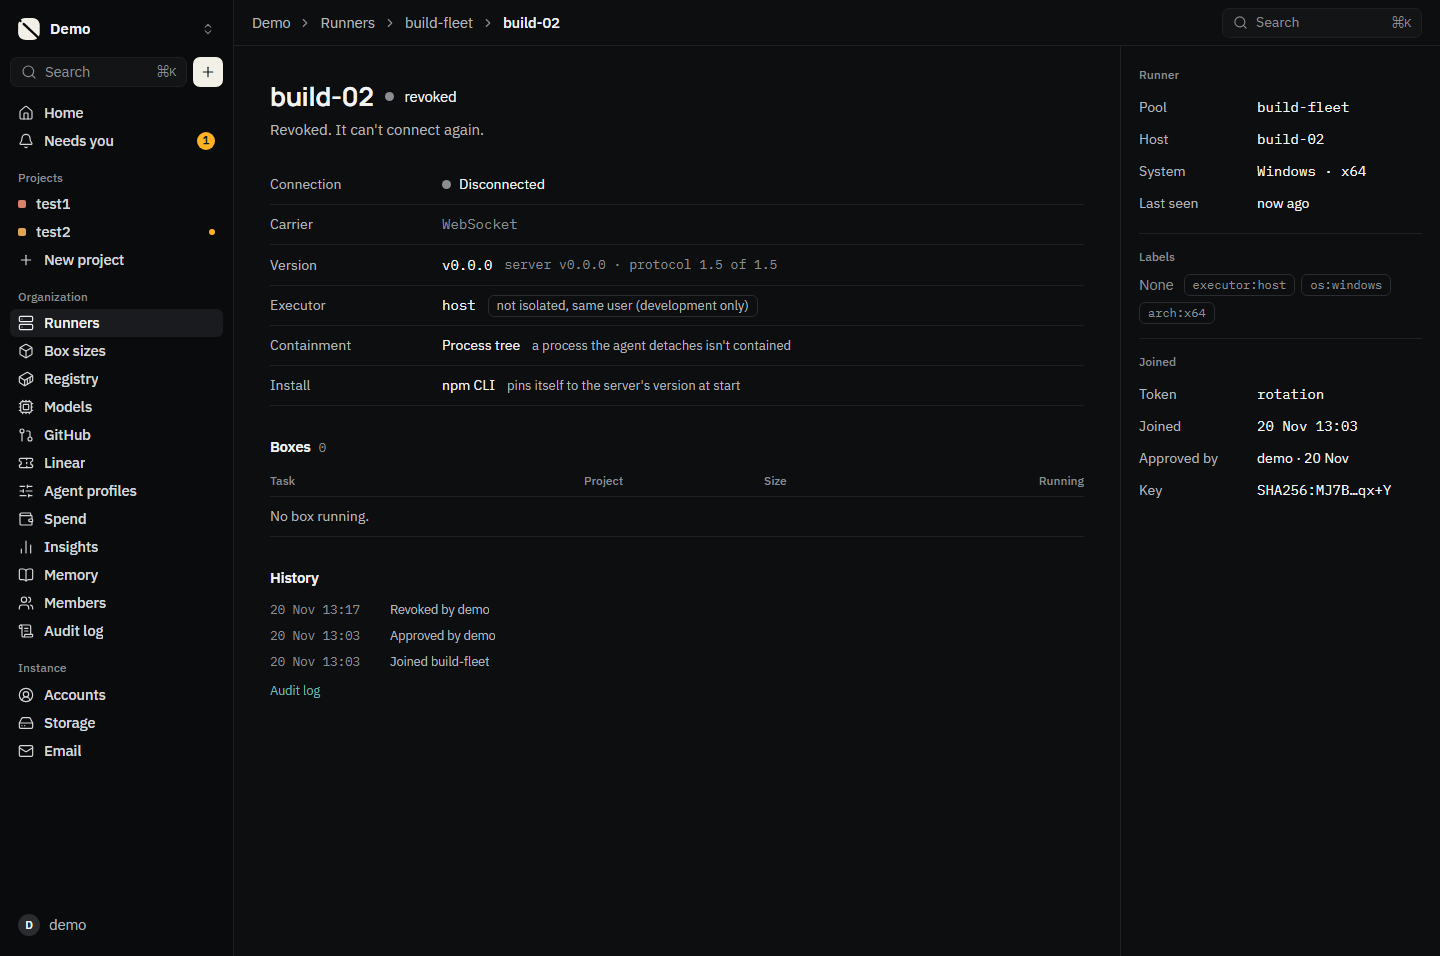 Demo
Search ⌘K
Home
Needs you 1
Projects
test1
test2
New project
Organization
Runners
Box sizes
Registry
Models
GitHub
Linear
Agent profiles
Spend
Insights
Memory
Members
Audit log
Instance
Accounts
Storage
Email
D demo
Demo > Runners > build-fleet > build-02
Search ⌘K
build-02 revoked
Revoked. It can't connect again.
Connection Disconnected
Carrier WebSocket
Version v0.0.0 server v0.0.0 · protocol 1.5 of 1.5
Executor host not isolated, same user (development only)
Containment Process tree a process the agent detaches isn't contained
Install npm CLI pins itself to the server's version at start
Boxes 0
Task Project Size Running
No box running.
History
20 Nov 13:17 Revoked by demo
20 Nov 13:03 Approved by demo
20 Nov 13:03 Joined build-fleet
Audit log
Runner
Pool build-fleet
Host build-02
System Windows · x64
Last seen now ago
Labels
None executor:host os:windows
arch:x64
Joined
Token rotation
Joined 20 Nov 13:03
Approved by demo · 20 Nov
Key SHA256:MJ7B…qx+Y